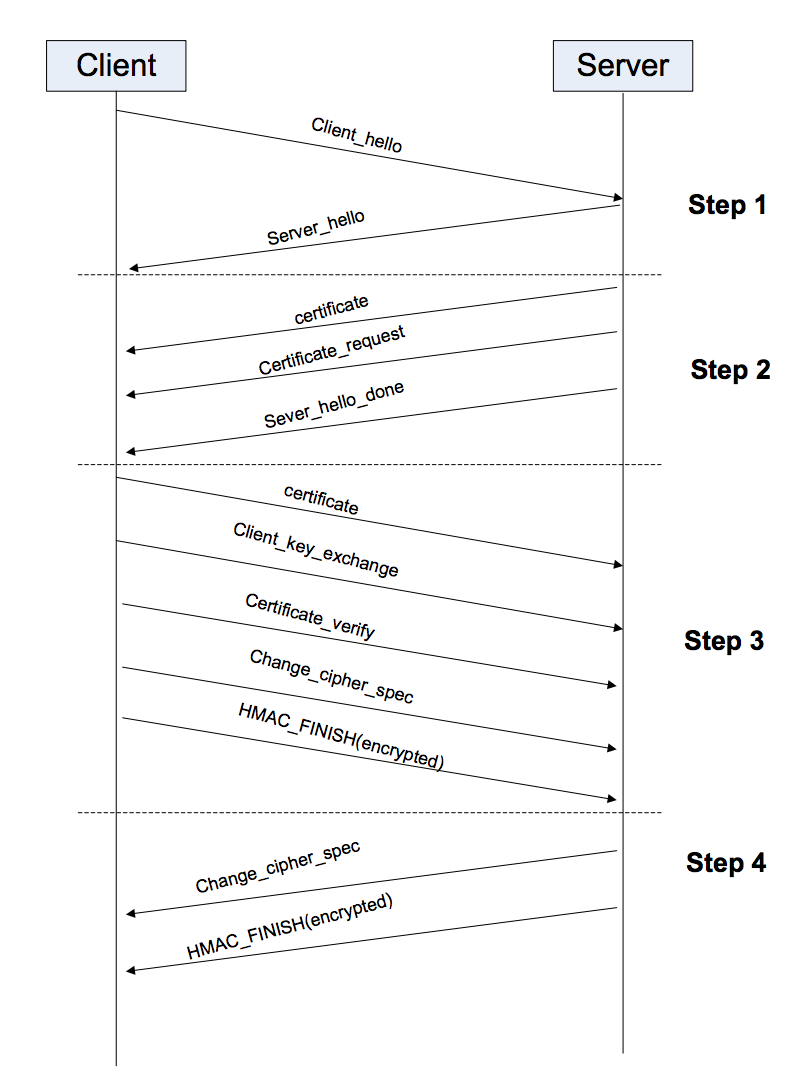 Client
Server
Client_hello
Step 1
Server_hello
certificate
Certificate_request
Step 2
Sever_hello_done
certificate
Client_key_exchange
Certificate_verify
Step 3
Change_cipher_spec
HMAC_FINISH(encrypted)
Change_cipher_spec
Step 4
HMAC_FINISH(encrypted)